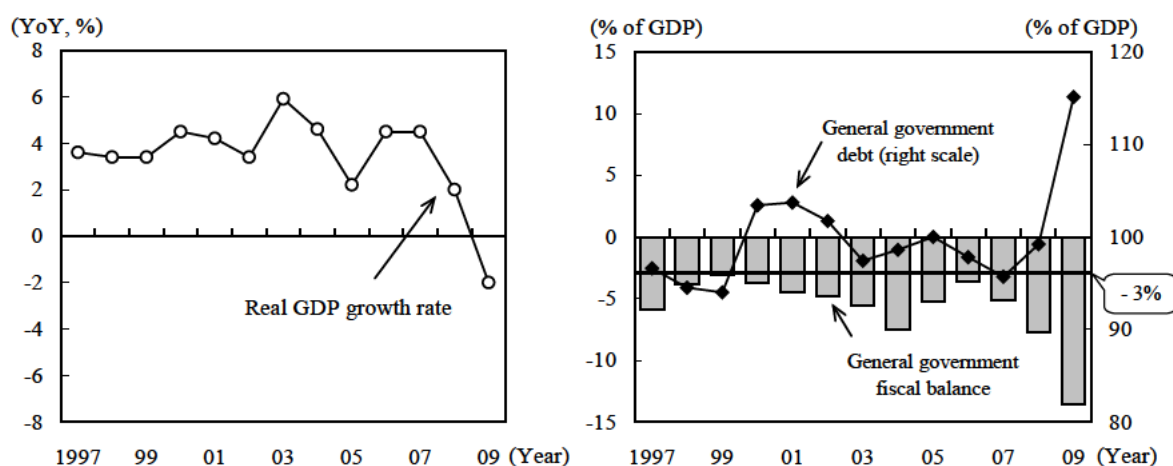 (YoY, %)
8
6
4
2
0
-2
-4
-6
-8
Real GDP growth rate
1997 99 01 03 05 07 09 (Year)
(% of GDP) (% of GDP)
15 120
10
110
5
General government
debt (right scale)
0 100
- 3%
-5
90
-10
General government
fiscal balance
-15 80
1997 99 01 03 05 07 09 (Year)